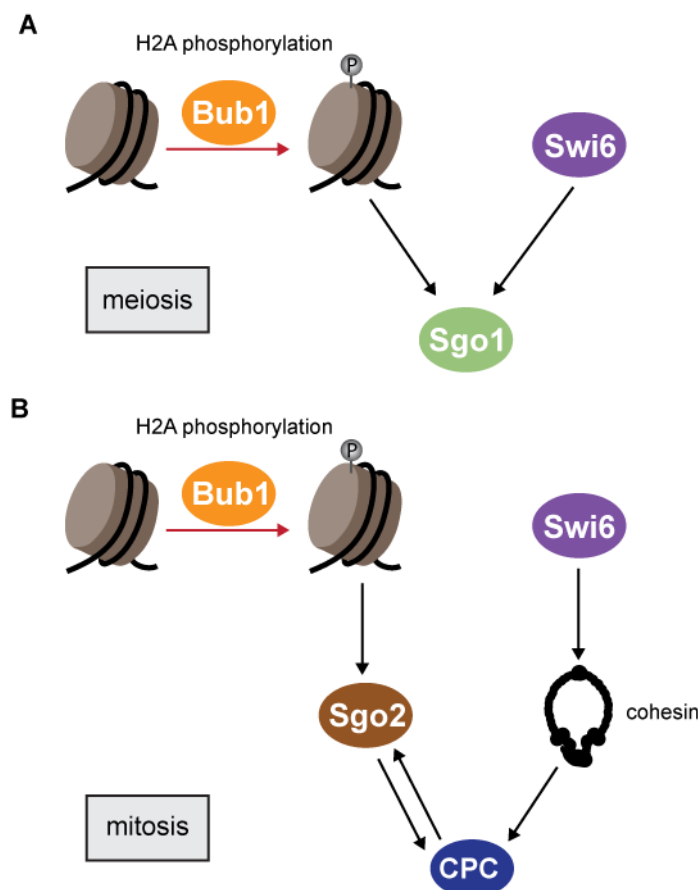 A
H2A phosphorylation
P
Bub1
Swi6
meiosis
Sgo1
B
H2A phosphorylation
P
Bub1
Swi6
Sgo2
cohesin
mitosis
CPC